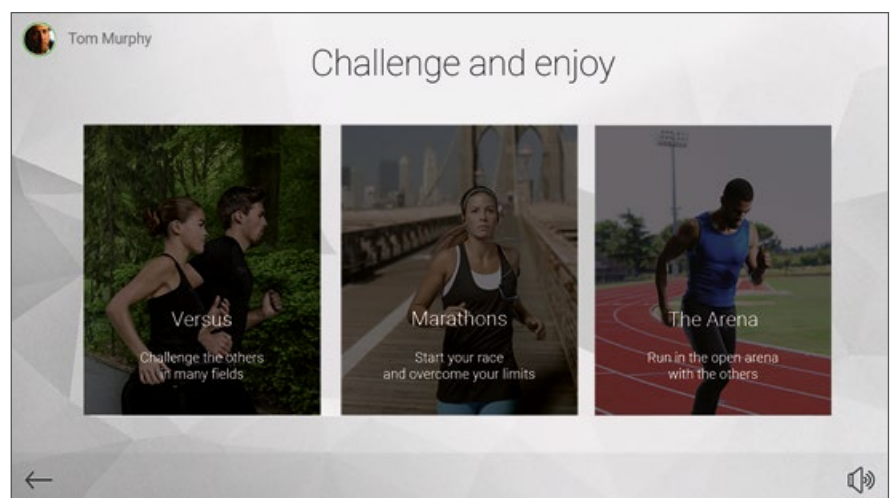 Tom Murphy
Challenge and enjoy
Versus
Challenge the others
in many fields
Marathons
Start your race
and overcome your limits
The Arena
Run in the open arena
with the others